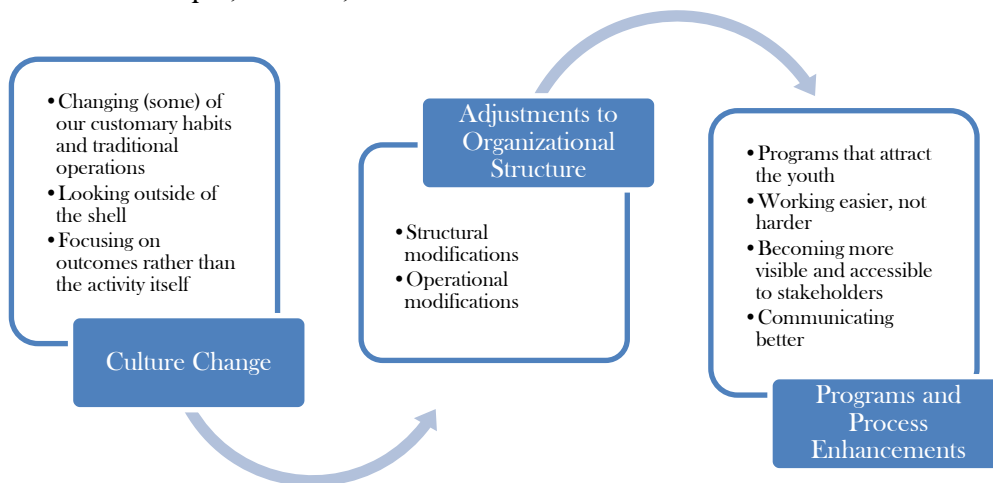 • Changing (some) of
our customary habits
and traditional
operations
• Looking outside of
the shell
• Focusing on
outcomes rather than
the activity itself
Culture Change
Adjustments to
Organizational
Structure
• Structural
modifications
• Operational
modifications
• Programs that attract
the youth
• Working easier, not
harder
• Becoming more
visible and accessible
to stakeholders
• Communicating
better
Programs and
Process
Enhancements